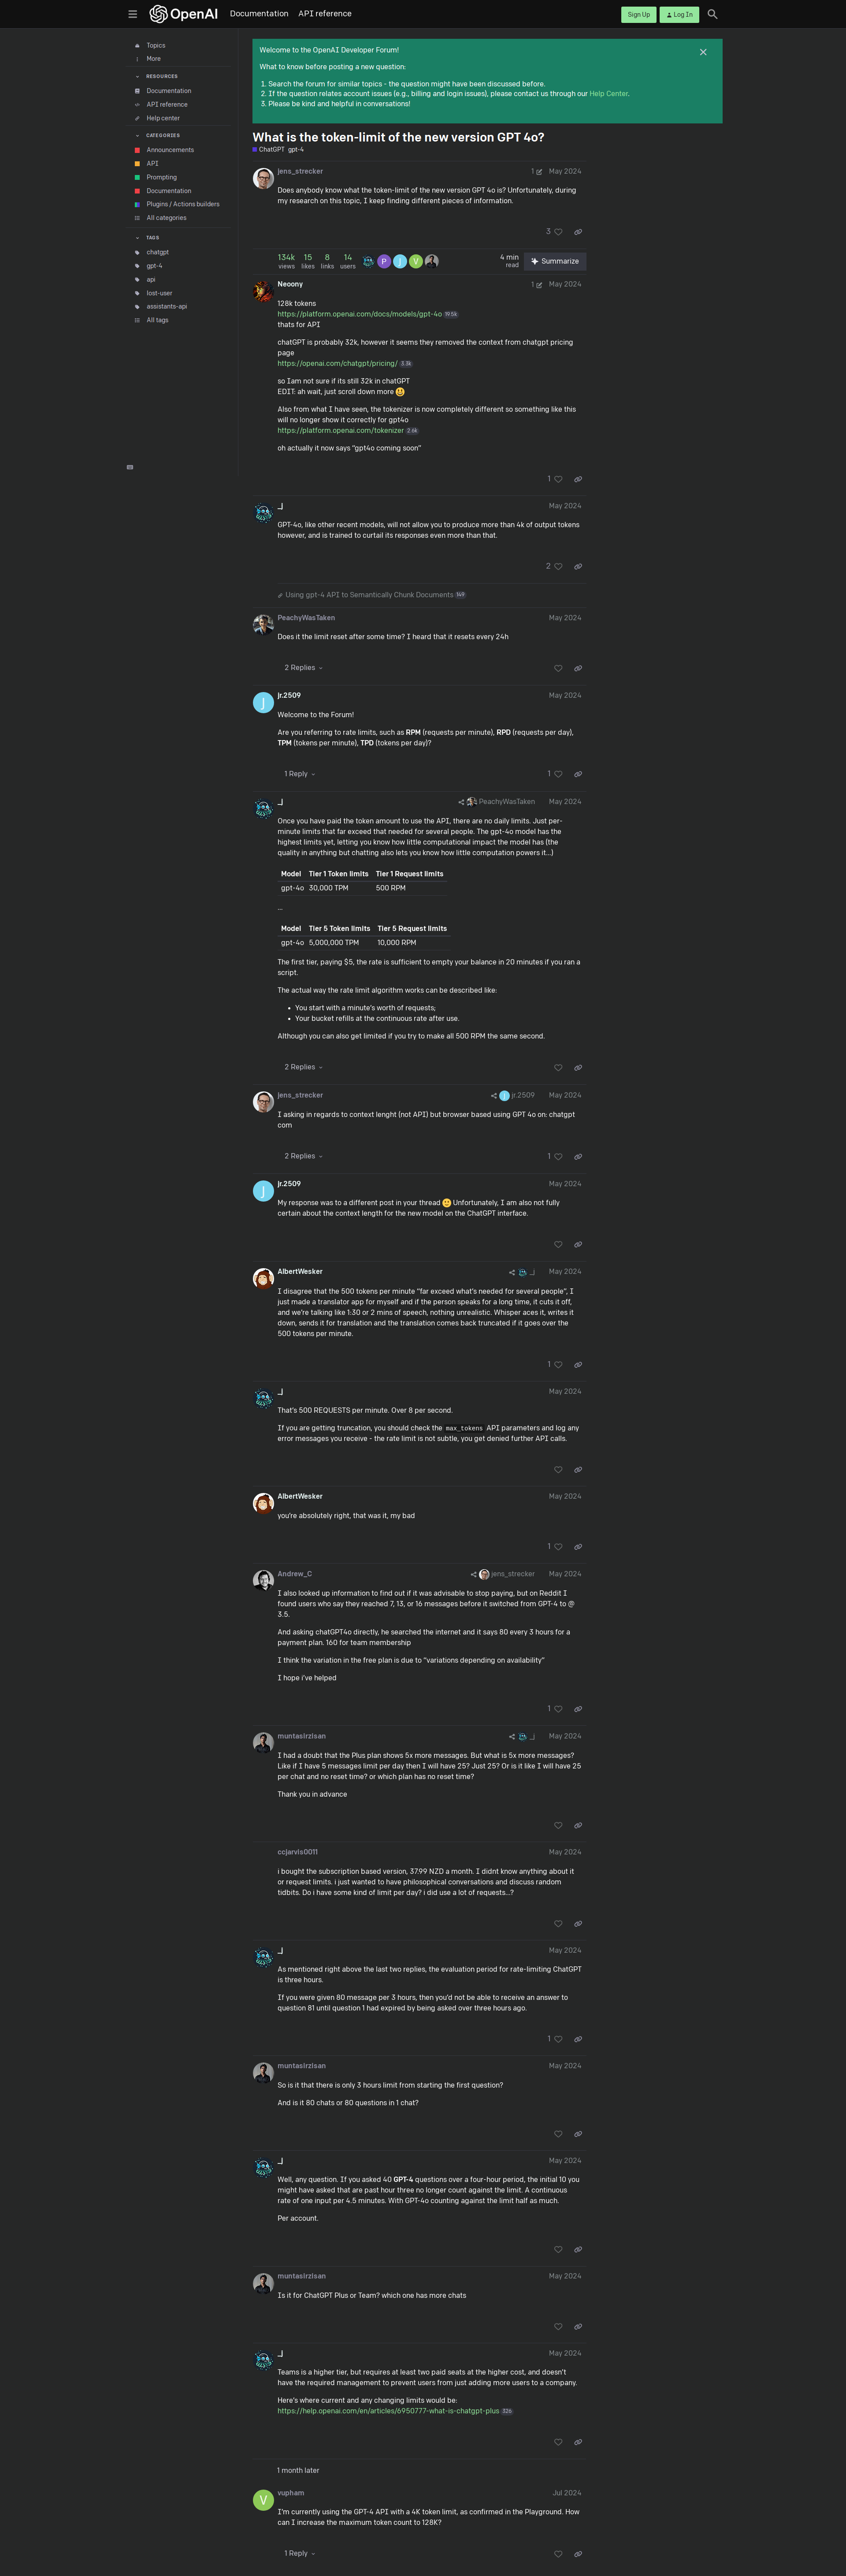 OpenAI
Documentation
API reference
Sign Up
Log In
Topics
More
RESOURCES
Documentation
API reference
Help center
CATEGORIES
Announcements
API
Prompting
Documentation
Plugins / Actions builders
All categories
TAGS
chatgpt
gpt-4
api
lost-user
assistants-api
All tags
Welcome to the OpenAI Developer Forum!
What to know before posting a new question:
1. Search the forum for similar topics - the question might have been discussed before.
2. If the question relates account issues (e.g., billing and login issues), please contact us through our Help Center.
3. Please be kind and helpful in conversations!
What is the token-limit of the new version GPT 4o?
ChatGPT gpt-4
jens_strecker
1 May 2024
Does anybody know what the token-limit of the new version GPT 4o is? Unfortunately, during
my research on this topic, I keep finding different pieces of information.
3
134k 15 8 14
views likes links users
P J V
4 min
read
Summarize
Neoony
1 May 2024
128k tokens
https://platform.openai.com/docs/models/gpt-4o 19.5k
thats for API
chatGPT is probably 32k, however it seems they removed the context from chatgpt pricing
page
https://openai.com/chatgpt/pricing/ 3.3k
so Iam not sure if its still 32k in chatGPT
EDIT: ah wait, just scroll down more 😃
Also from what I have seen, the tokenizer is now completely different so something like this
will no longer show it correctly for gpt4o
https://platform.openai.com/tokenizer 2.6k
oh actually it now says “gpt4o coming soon”
1
_j
May 2024
GPT-4o, like other recent models, will not allow you to produce more than 4k of output tokens
however, and is trained to curtail its responses even more than that.
2
Using gpt-4 API to Semantically Chunk Documents 149
PeachyWasTaken
May 2024
Does it the limit reset after some time? I heard that it resets every 24h
2 Replies
J
jr.2509
May 2024
Welcome to the Forum!
Are you referring to rate limits, such as RPM (requests per minute), RPD (requests per day),
TPM (tokens per minute), TPD (tokens per day)?
1 Reply
1
_j
PeachyWasTaken May 2024
Once you have paid the token amount to use the API, there are no daily limits. Just per-
minute limits that far exceed that needed for several people. The gpt-4o model has the
highest limits yet, letting you know how little computational impact the model has (the
quality in anything but chatting also lets you know how little computation powers it…)
Model Tier 1 Token limits Tier 1 Request limits
gpt-4o 30,000 TPM 500 RPM
…
Model Tier 5 Token limits Tier 5 Request limits
gpt-4o 5,000,000 TPM 10,000 RPM
The first tier, paying $5, the rate is sufficient to empty your balance in 20 minutes if you ran a
script.
The actual way the rate limit algorithm works can be described like:
• You start with a minute’s worth of requests;
• Your bucket refills at the continuous rate after use.
Although you can also get limited if you try to make all 500 RPM the same second.
2 Replies
jens_strecker
jr.2509 May 2024
I asking in regards to context lenght (not API) but browser based using GPT 4o on: chatgpt
com
2 Replies
1
J
jr.2509
May 2024
My response was to a different post in your thread 🙂 Unfortunately, I am also not fully
certain about the context length for the new model on the ChatGPT interface.
AlbertWesker
_j May 2024
I disagree that the 500 tokens per minute “far exceed what’s needed for several people”, I
just made a translator app for myself and if the person speaks for a long time, it cuts it off,
and we’re talking like 1:30 or 2 mins of speech, nothing unrealistic. Whisper aces it, writes it
down, sends it for translation and the translation comes back truncated if it goes over the
500 tokens per minute.
1
_j
May 2024
That’s 500 REQUESTS per minute. Over 8 per second.
If you are getting truncation, you should check the max_tokens API parameters and log any
error messages you receive - the rate limit is not subtle, you get denied further API calls.
AlbertWesker
May 2024
you’re absolutely right, that was it, my bad
1
Andrew_C
jens_strecker May 2024
I also looked up information to find out if it was advisable to stop paying, but on Reddit I
found users who say they reached 7, 13, or 16 messages before it switched from GPT-4 to @
3.5.
And asking chatGPT4o directly, he searched the internet and it says 80 every 3 hours for a
payment plan. 160 for team membership
I think the variation in the free plan is due to “variations depending on availability”
I hope i’ve helped
1
muntasirzisan
_j May 2024
I had a doubt that the Plus plan shows 5x more messages. But what is 5x more messages?
Like if I have 5 messages limit per day then I will have 25? Just 25? Or is it like I will have 25
per chat and no reset time? or which plan has no reset time?
Thank you in advance
ccjarvis0011
May 2024
i bought the subscription based version, 37.99 NZD a month. I didnt know anything about it
or request limits. i just wanted to have philosophical conversations and discuss random
tidbits. Do i have some kind of limit per day? i did use a lot of requests…?
_j
May 2024
As mentioned right above the last two replies, the evaluation period for rate-limiting ChatGPT
is three hours.
If you were given 80 message per 3 hours, then you’d not be able to receive an answer to
question 81 until question 1 had expired by being asked over three hours ago.
1
muntasirzisan
May 2024
So is it that there is only 3 hours limit from starting the first question?
And is it 80 chats or 80 questions in 1 chat?
_j
May 2024
Well, any question. If you asked 40 GPT-4 questions over a four-hour period, the initial 10 you
might have asked that are past hour three no longer count against the limit. A continuous
rate of one input per 4.5 minutes. With GPT-4o counting against the limit half as much.
Per account.
muntasirzisan
May 2024
Is it for ChatGPT Plus or Team? which one has more chats
_j
May 2024
Teams is a higher tier, but requires at least two paid seats at the higher cost, and doesn’t
have the required management to prevent users from just adding more users to a company.
Here’s where current and any changing limits would be:
https://help.openai.com/en/articles/6950777-what-is-chatgpt-plus 326
1 month later
V
vupham
Jul 2024
I’m currently using the GPT-4 API with a 4K token limit, as confirmed in the Playground. How
can I increase the maximum token count to 128K?
1 Reply